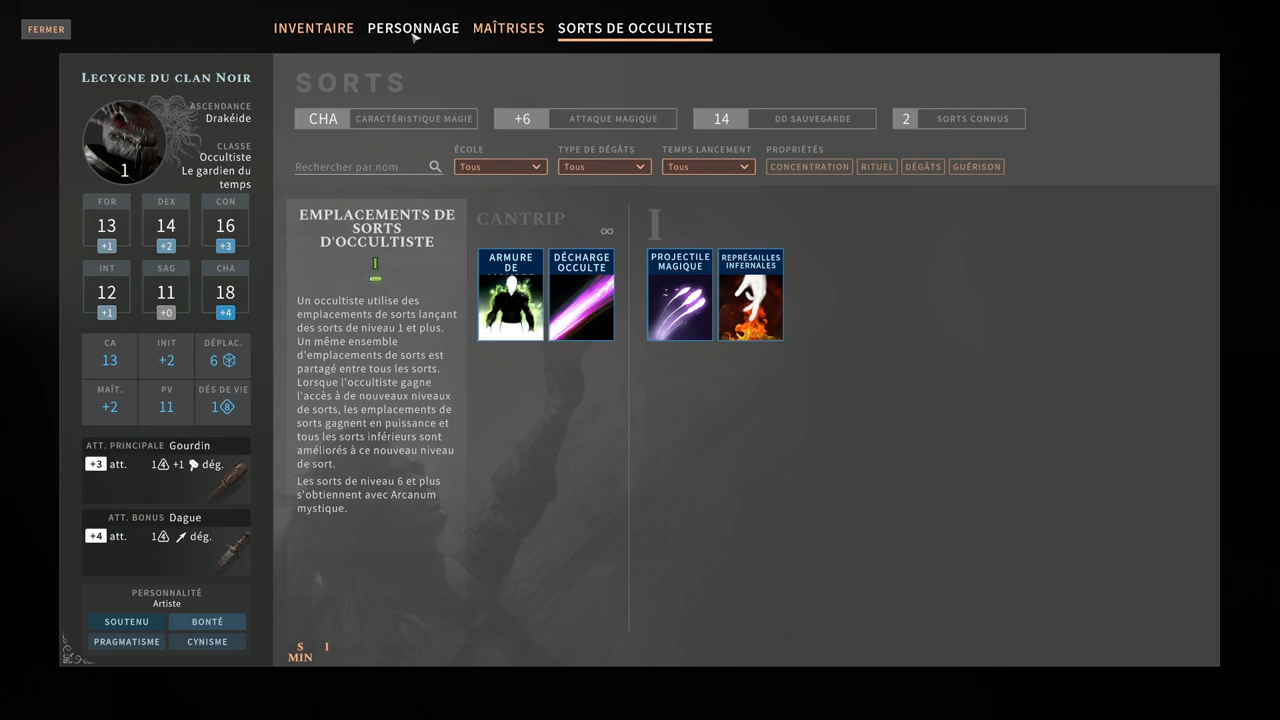 FERMER
INVENTAIRE PERSONNAGE MAÎTRISES SORTS DE OCCULTISTE
Lecygne du clan Noir
ASCENDANCE
Drakéide
CLASSE
Occultiste
Le gardien du
temps
1
FOR DEX CON
13 14 16
+1 +2 +3
INT SAG CHA
12 11 18
+1 +0 +4
CA INIT DÉPLAC.
13 +2 6
MAÎT. PV DÉS DE VIE
+2 11 1 8
ATT. PRINCIPALE Gourdin
+3 att. 1 4 +1 dég.
ATT. BONUS Dague
+4 att. 1 4 dég.
PERSONNALITÉ
Artiste
SOUTENU BONTÉ
PRAGMATISME CYNISME
SORTS
CHA CARACTÉRISTIQUE MAGIE +6 ATTAQUE MAGIQUE 14 DD SAUVEGARDE 2 SORTS CONNUS
ÉCOLE TYPE DE DÉGÂTS TEMPS LANCEMENT PROPRIÉTÉS
Rechercher par nom Tous Tous Tous CONCENTRATION RITUEL DÉGÂTS GUÉRISON
EMPLACEMENTS DE
SORTS
D'OCCULTISTE
I
Un occultiste utilise des
emplacements de sorts lançant
des sorts de niveau 1 et plus.
Un même ensemble
d'emplacements de sorts est
partagé entre tous les sorts.
Lorsque l'occultiste gagne
l'accès à de nouveaux niveaux
de sorts, les emplacements de
sorts gagnent en puissance et
tous les sorts inférieurs sont
améliorés à ce nouveau niveau
de sort.
Les sorts de niveau 6 et plus
s'obtiennent avec Arcanum
mystique.
CANTRIP
∞
ARMURE
DE
DÉCHARGE
OCCULTE
I
PROJECTILE
MAGIQUE
REPRÉSAILLES
INFERNALES
S I
MIN